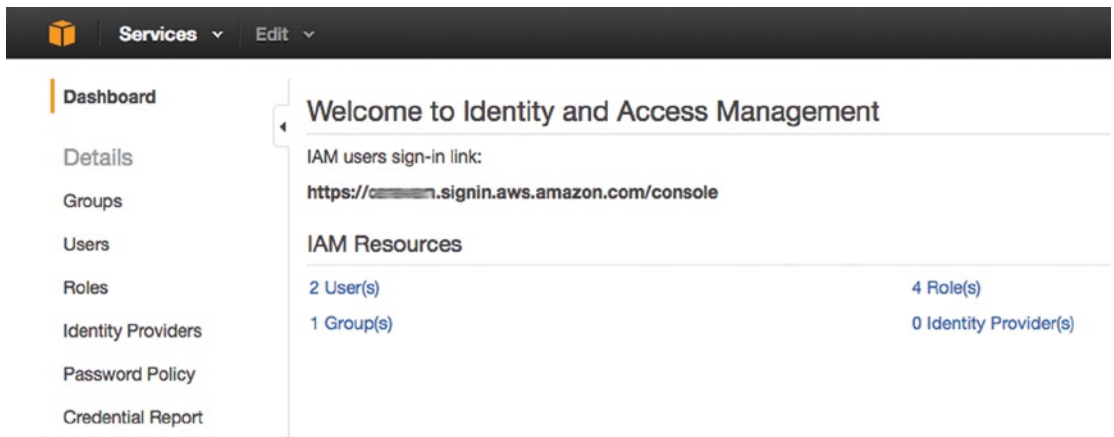 Services Edit
Dashboard
Details
Groups
Users
Roles
Identity Providers
Password Policy
Credential Report
Welcome to Identity and Access Management
IAM users sign-in link:
https:// .signin.aws.amazon.com/console
IAM Resources
2 User(s) 4 Role(s)
1 Group(s) 0 Identity Provider(s)